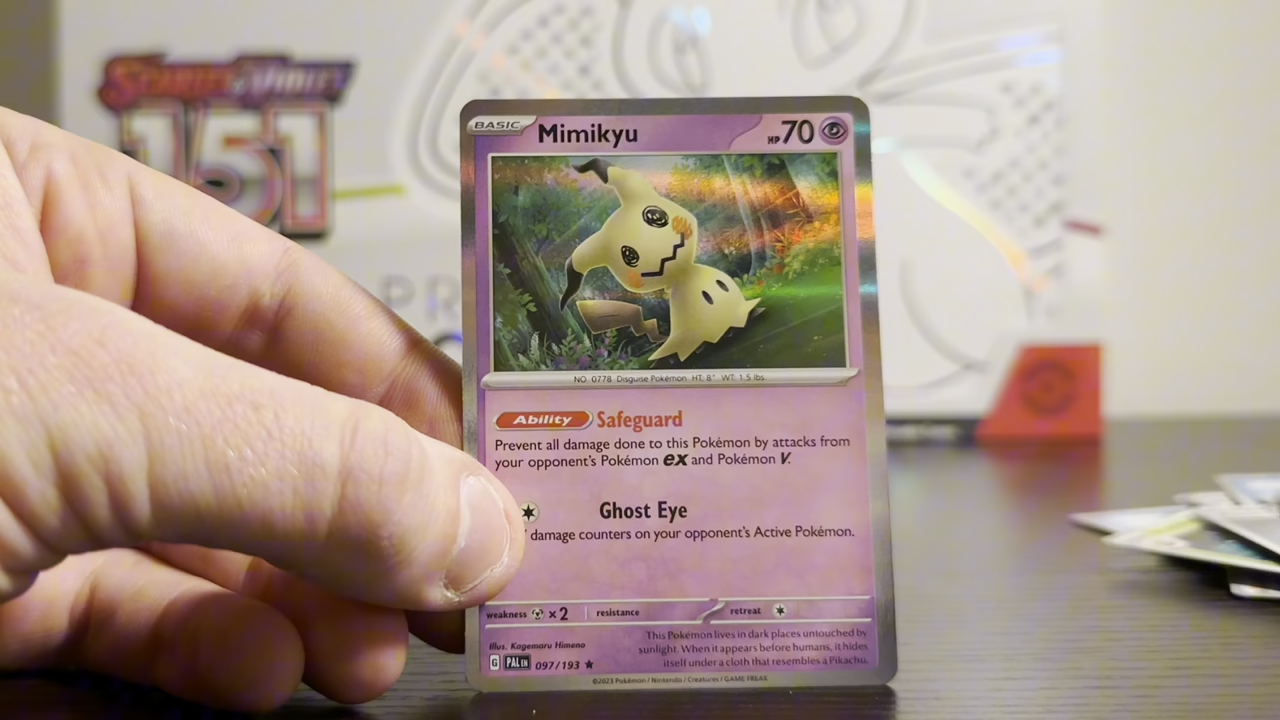 SCARLET & VIOLET
151
PR
BASIC
Mimikyu
HP 70
NO. 0778 Disguise Pokémon HT: 8" WT: 1.5 lbs.
Ability Safeguard
Prevent all damage done to this Pokémon by attacks from
your opponent's Pokémon ex and Pokémon V.
Ghost Eye
damage counters on your opponent's Active Pokémon.
weakness ×2 resistance retreat
Illus. Kagemaru Himeno
G PAL EN 097/193 ★
This Pokémon lives in dark places untouched by
sunlight. When it appears before humans, it hides
itself under a cloth that resembles a Pikachu.
©2023 Pokémon / Nintendo / Creatures / GAME FREAK